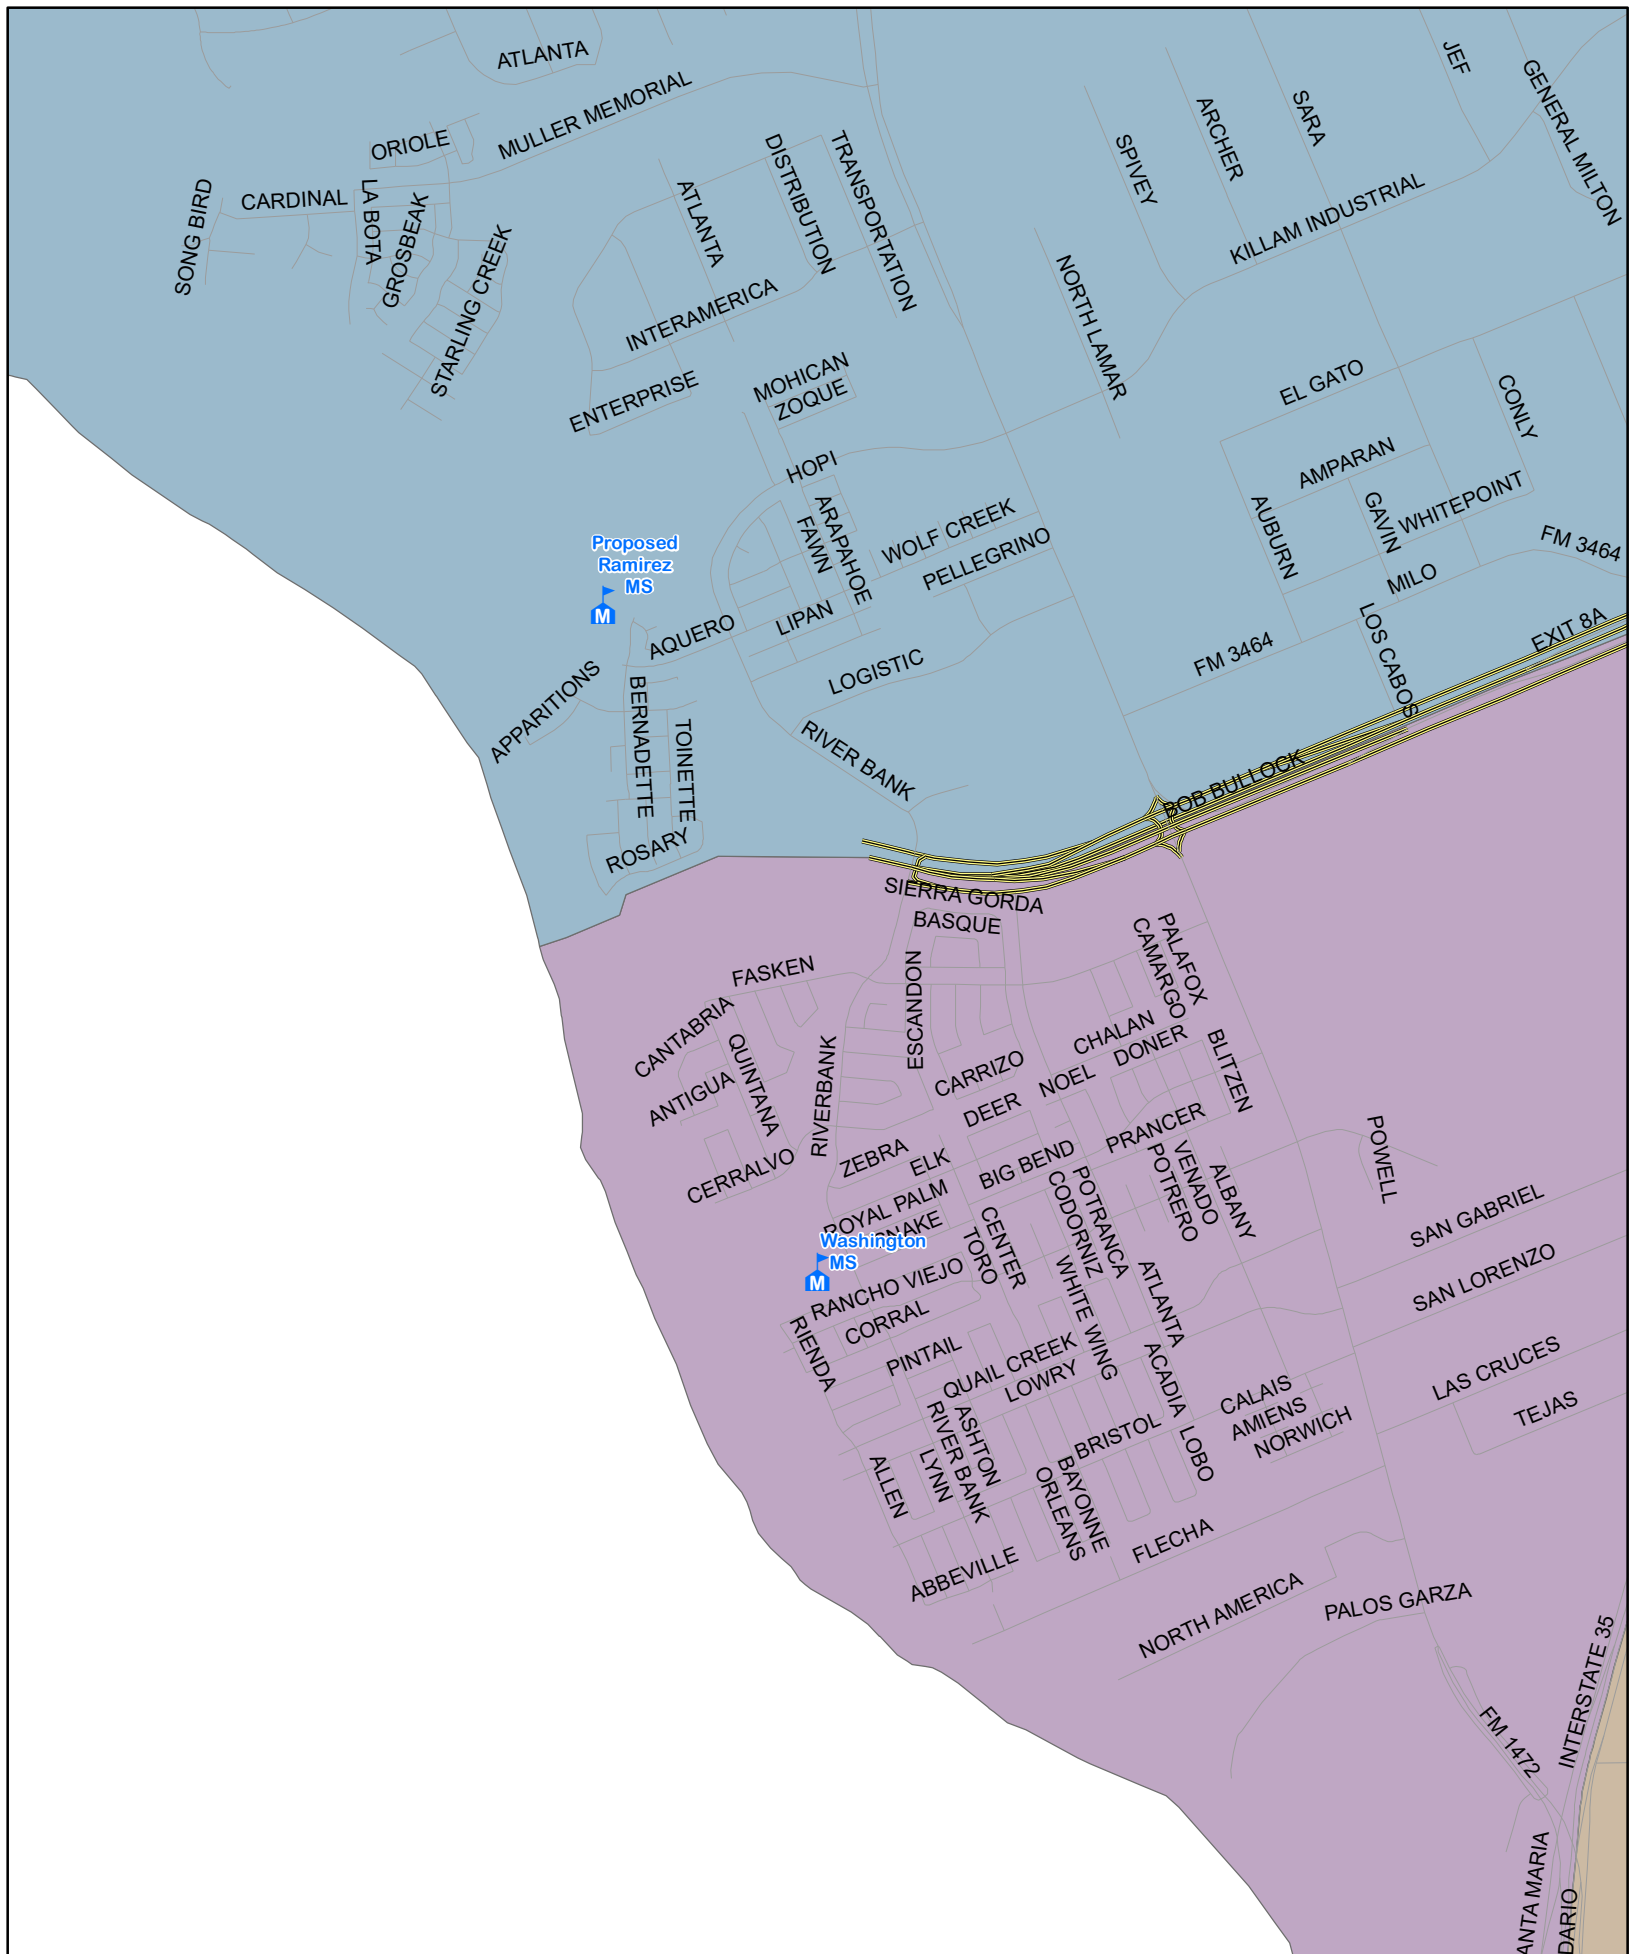 ATLANTA
MULLER MEMORIAL
ORIOLE
CARDINAL
SONG BIRD
LA BOTA
GROSBEAK
STARLING CREEK
ATLANTA
DISTRIBUTION
TRANSPORTATION
INTERAMERICA
ENTERPRISE
MOHICAN
ZOQUE
HOPI
SPIVEY
ARCHER
SARA
JEF
GENERAL MILTON
KILLAM INDUSTRIAL
NORTH LAMAR
EL GATO
CONLY
AMPARAN
AUBURN
GAVIN
WHITEPOINT
FM 3464
MILO
LOS CABOS
EXIT 8A
FM 3464
ARAPAHOE
FAWN
WOLF CREEK
PELLEGRINO
LIPAN
Proposed
Ramirez
MS
M
AQUERO
LOGISTIC
APPARITIONS
BERNADETTE
TOINETTE
RIVER BANK
ROSARY
BOB BULLOCK
SIERRA GORDA
BASQUE
FASKEN
ESCANDON
PALAFOX
CAMARGO
CANTABRIA
QUINTANA
ANTIGUA
RIVERBANK
CARRIZO
CHALAN
DONER
NOEL
BLITZEN
DEER
PRANCER
CERRALVO
ZEBRA
ELK
BIG BEND
POWELL
VENADO
POTRERO
ALBANY
ROYAL PALM
SNAKE
CENTER
TORO
CODORNIZ
POTRANCA
Washington
MS
M
SAN GABRIEL
SAN LORENZO
RANCHO VIEJO
CORRAL
RIENDA
WHITE WING
ATLANTA
PINTAIL
QUAIL CREEK
LOWRY
ACADIA
LAS CRUCES
TEJAS
CALAIS
AMIENS
NORWICH
ASHTON
RIVER BANK
LYNN
ALLEN
BRISTOL
LOBO
BAYONNE
ORLEANS
FLECHA
ABBEVILLE
NORTH AMERICA
PALOS GARZA
INTERSTATE 35
FM 1472
ANTA MARIA
DARIO